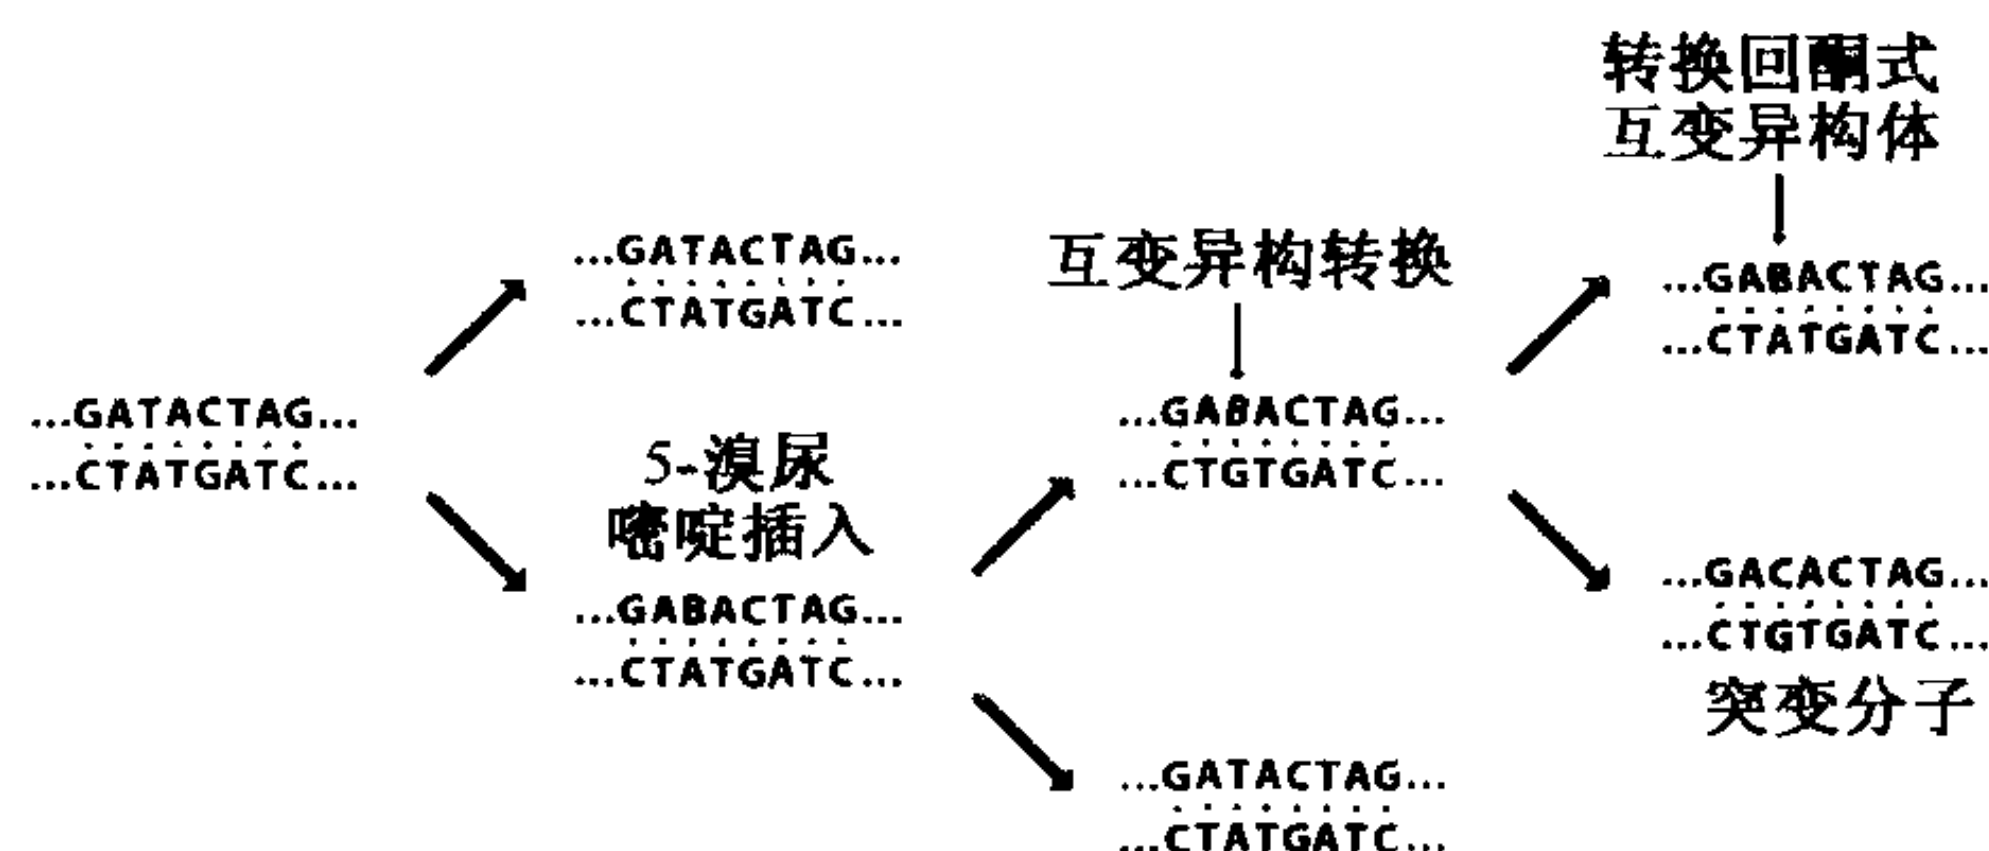 转换回酮式
互变异构体
...GATACTAG...
...CTATGATC...
互变异构转换
...GABACTAG...
...CTATGATC...
...GATACTAG...
...CTATGATC...
5-溴尿
嘧啶插入
...GABACTAG...
...CTGTGATC...
...GABACTAG...
...CTATGATC...
...GACACTAG...
...CTGTGATC...
突变分子
...GATACTAG...
...CTATGATC...